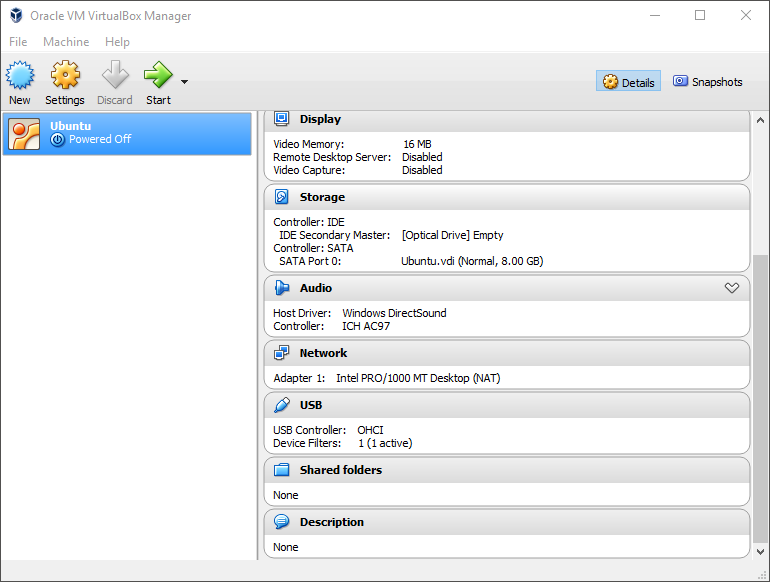 Oracle VM VirtualBox Manager
File Machine Help
New Settings Discard Start Details Snapshots
Ubuntu
Powered Off
Display
Video Memory: 16 MB
Remote Desktop Server: Disabled
Video Capture: Disabled
Storage
Controller: IDE
IDE Secondary Master: [Optical Drive] Empty
Controller: SATA
SATA Port 0: Ubuntu.vdi (Normal, 8.00 GB)
Audio
Host Driver: Windows DirectSound
Controller: ICH AC97
Network
Adapter 1: Intel PRO/1000 MT Desktop (NAT)
USB
USB Controller: OHCI
Device Filters: 1 (1 active)
Shared folders
None
Description
None